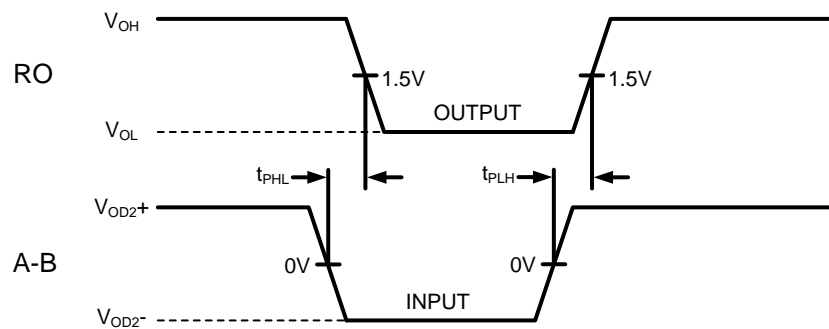 V_OH
RO
1.5V
1.5V
OUTPUT
V_OL
t_PHL
t_PLH
V_OD2+
0V
0V
A-B
INPUT
V_OD2-